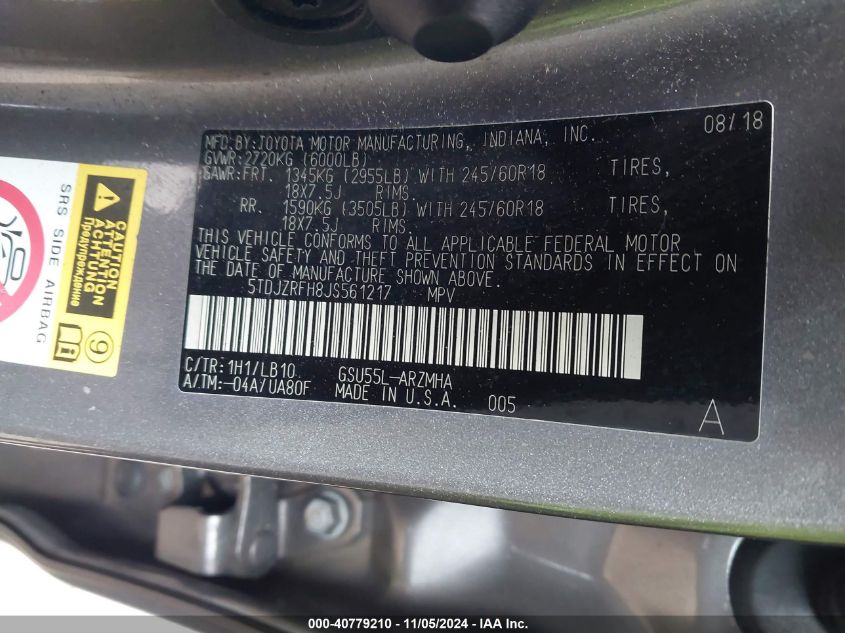 MFD BY:TOYOTA MOTOR MANUFACTURING, INDIANA, INC. 08/18
GVWR:2720KG (6000LB)
GAWR:FRT. 1345KG (2955LB) WITH 245/60R18 TIRES,
18X7.5J RIMS.
RR. 1590KG (3505LB) WITH 245/60R18 TIRES,
18X7.5J RIMS.
THIS VEHICLE CONFORMS TO ALL APPLICABLE FEDERAL MOTOR
VEHICLE SAFETY AND THEFT PREVENTION STANDARDS IN EFFECT ON
THE DATE OF MANUFACTURE SHOWN ABOVE.
5TDJZRFH8JS561217 MPV
C/TR:1H1/LB10 GSU55L-ARZMHA
A/TM:-04A/UA80F MADE IN U.S.A. 005
A
SRS SIDE AIRBAG
CAUTION
ATTENTION
ACHTUNG
Предупреждение
9
000-40779210 - 11/05/2024 - IAA Inc.